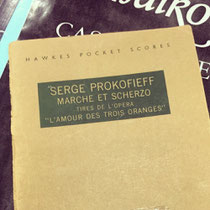 HAWKES POCKET SCORES
SERGE PROKOFIEFF
MARCHE ET SCHERZO
TIRÉS DE L'OPÉRA
"L'AMOUR DES TROIS ORANGES"